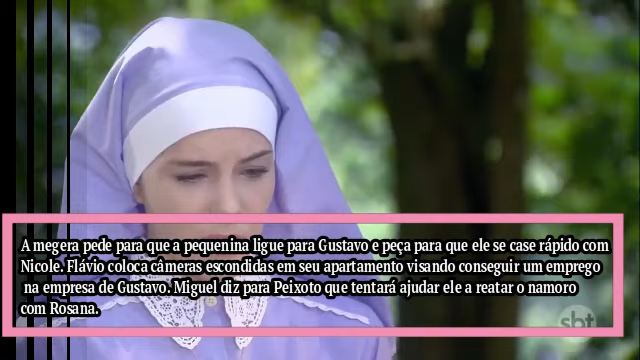 A megera pede para que a pequenina ligue para Gustavo e peça para que ele se case rápido com
Nicole. Flávio coloca câmeras escondidas em seu apartamento visando conseguir um emprego
na empresa de Gustavo. Miguel diz para Peixoto que tentará ajudar ele a reatar o namoro
com Rosana.
sbt